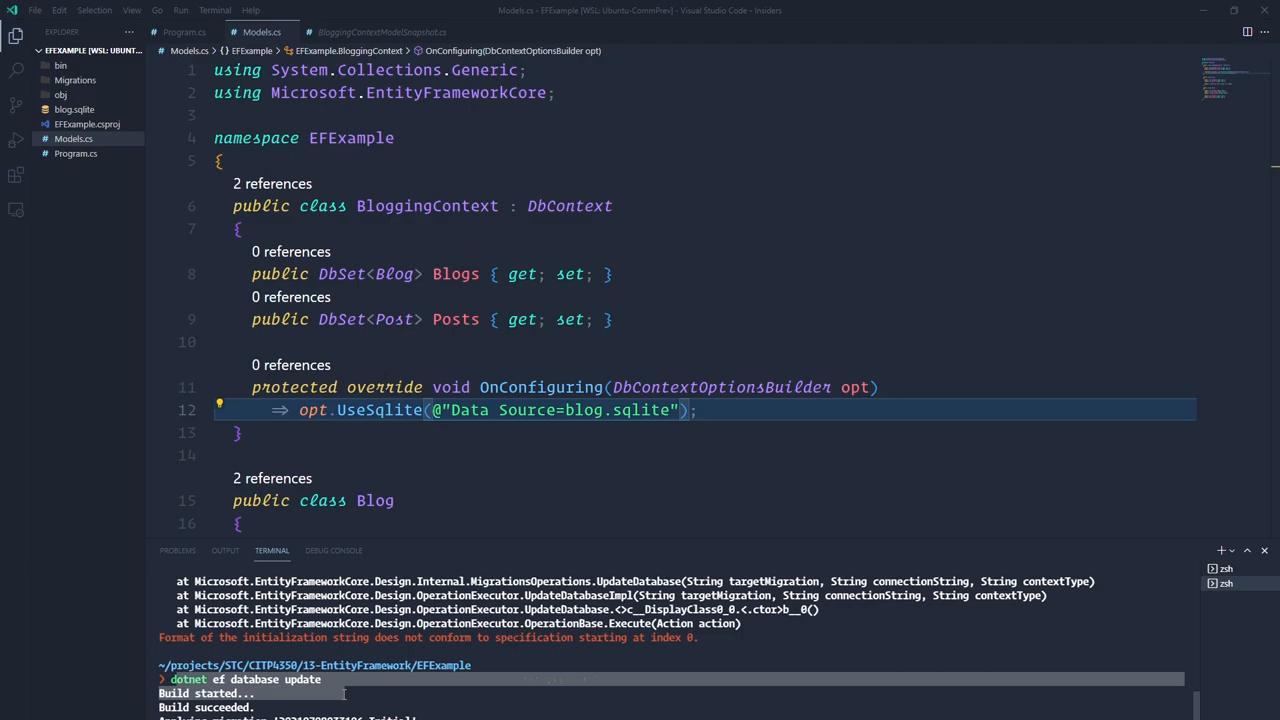 File Edit Selection View Go Run Terminal Help
Models.cs - EFExample [WSL: Ubuntu-CommPrev] - Visual Studio Code - Insiders
EXPLORER
EFEXAMPLE [WSL: UBUNTU-...
bin
Migrations
obj
blog.sqlite
EFExample.csproj
# Models.cs
# Program.cs
# Program.cs # Models.cs # BloggingContextModelSnapshot.cs
# Models.cs > {} EFExample > EFExample.BloggingContext > OnConfiguring(DbContextOptionsBuilder opt)
1 using System.Collections.Generic;
2 using Microsoft.EntityFrameworkCore;
3
4 namespace EFExample
5 {
2 references
6 public class BloggingContext : DbContext
7 {
0 references
8 public DbSet<Blog> Blogs { get; set; }
0 references
9 public DbSet<Post> Posts { get; set; }
10
0 references
11 protected override void OnConfiguring(DbContextOptionsBuilder opt)
12 => opt.UseSqlite(@"Data Source=blog.sqlite");
13 }
14
2 references
15 public class Blog
16 {
PROBLEMS OUTPUT TERMINAL DEBUG CONSOLE
zsh
zsh
at Microsoft.EntityFrameworkCore.Design.Internal.MigrationsOperations.UpdateDatabase(String targetMigration, String connectionString, String contextType)
at Microsoft.EntityFrameworkCore.Design.OperationExecutor.UpdateDatabaseImpl(String targetMigration, String connectionString, String contextType)
at Microsoft.EntityFrameworkCore.Design.OperationExecutor.UpdateDatabase.<>c__DisplayClass0_0.<.ctor>b__0()
at Microsoft.EntityFrameworkCore.Design.OperationExecutor.OperationBase.Execute(Action action)
Format of the initialization string does not conform to specification starting at index 0.
~/projects/STC/CITP4350/13-EntityFramework/EFExample
> dotnet ef database update
Build started...
Build succeeded.
Applying migration